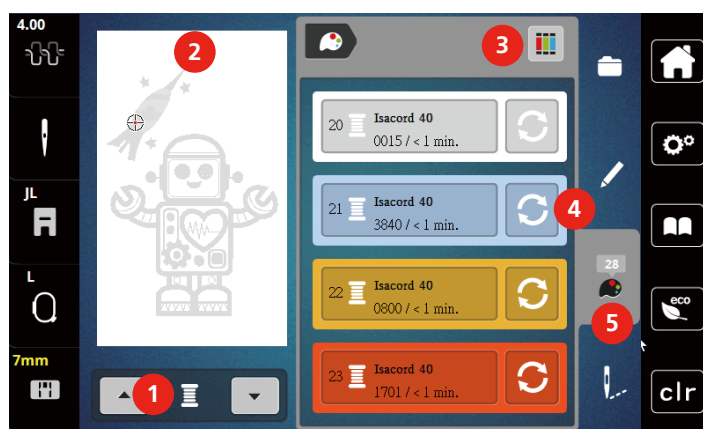 4.00
JL
L
7mm
1
2
3
20 Isacord 40
0015 / < 1 min.
21 Isacord 40
3840 / < 1 min.
22 Isacord 40
0800 / < 1 min.
23 Isacord 40
1701 / < 1 min.
4
28
5
eco
clr